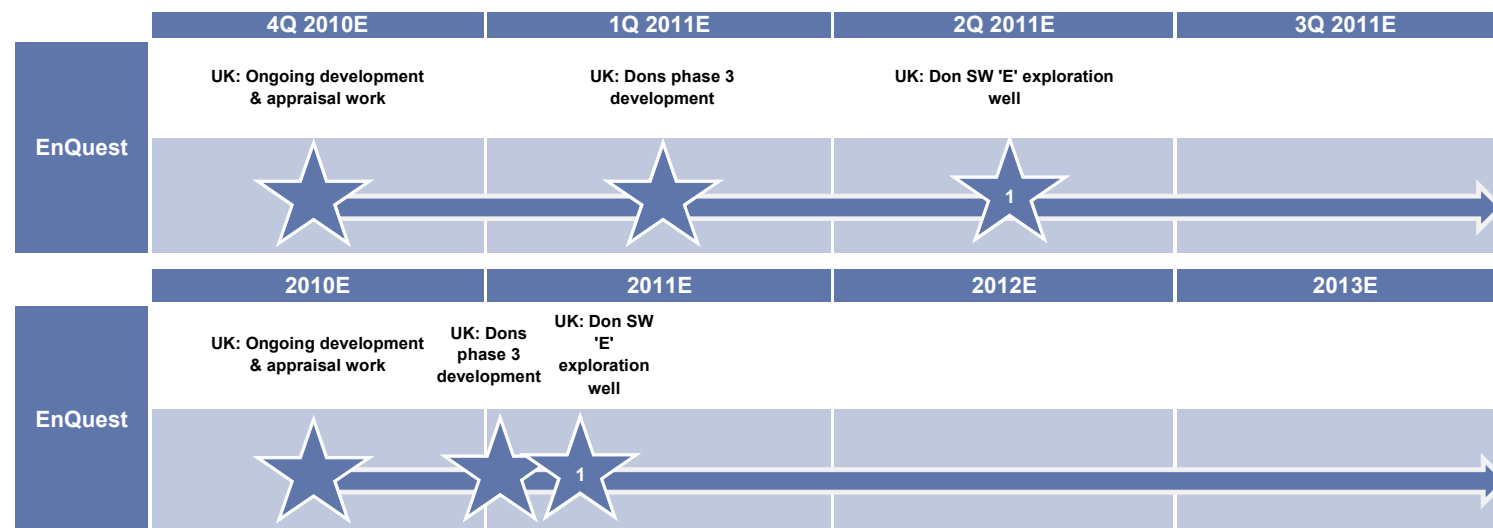 4Q 2010E 1Q 2011E 2Q 2011E 3Q 2011E
UK: Ongoing development
& appraisal work
UK: Dons phase 3
development
UK: Don SW 'E' exploration
well
EnQuest
1
2010E 2011E 2012E 2013E
UK: Ongoing development
& appraisal work
UK: Dons
phase 3
development
UK: Don SW
'E'
exploration
well
EnQuest
1